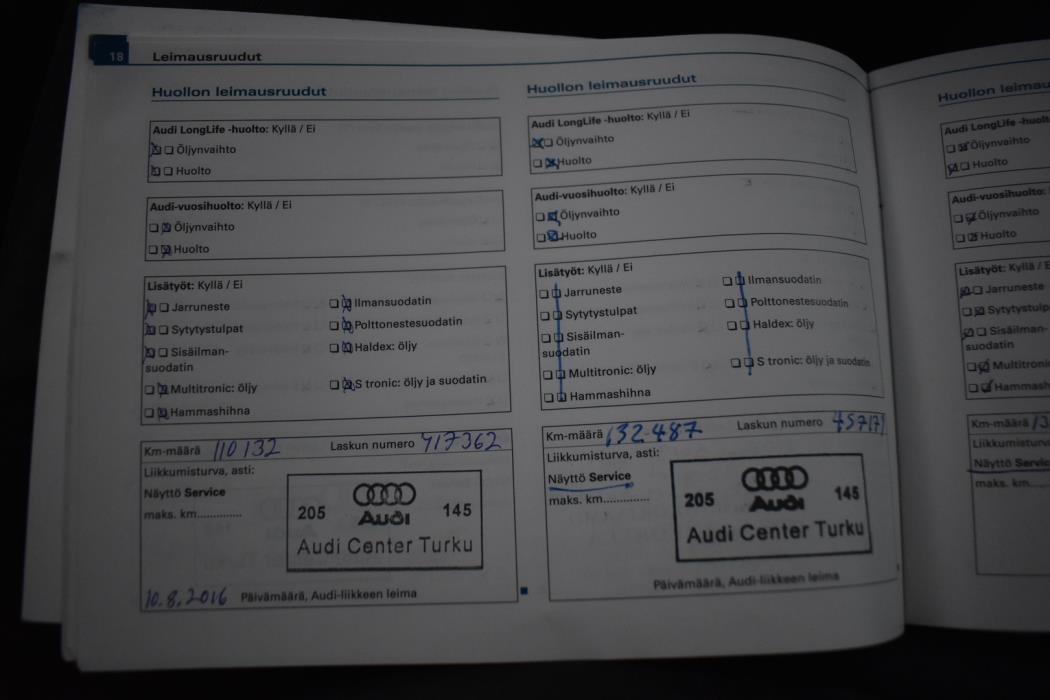 18 Leimausruudut
Huollon leimausruudut
Audi LongLife -huolto: Kyllä / Ei
Öljynvaihto
Huolto
Audi-vuosihuolto: Kyllä / Ei
Öljynvaihto
Huolto
Lisätyöt: Kyllä / Ei
Jarruneste
Ilmansuodatin
Sytytystulpat
Polttonestesuodatin
Sisäilman-
suodatin
Haldex: öljy
Multitronic: öljy
S tronic: öljy ja suodatin
Hammashihna
Km-määrä 110132 Laskun numero 417362
Liikkumisturva, asti:
Näyttö Service
maks. km.............
205 Audi 145
Audi Center Turku
10.8.2016 Päivämäärä, Audi-liikkeen leima
Huollon leimausruudut
Audi LongLife -huolto: Kyllä / Ei
Öljynvaihto
Huolto
Audi-vuosihuolto: Kyllä / Ei
Öljynvaihto
Huolto
Lisätyöt: Kyllä / Ei
Jarruneste
Ilmansuodatin
Sytytystulpat
Polttonestesuodatin
Sisäilman-
suodatin
Haldex: öljy
Multitronic: öljy
S tronic: öljy ja suodatin
Hammashihna
Km-määrä 132 487 Laskun numero
Liikkumisturva, asti:
Näyttö Service
maks. km..............
205 Audi 145
Audi Center Turku
Päivämäärä, Audi-liikkeen leima
Huollon leimau
Audi LongLife -huolt
Öljynvaihto
Huolto
Audi-vuosihuolto: K
Öljynvaihto
Huolto
Lisätyöt: Kyllä / E
Jarruneste
Sytytystulp
Sisäilman-
suodatin
Multitroni
Hammash
Km-määrä
Liikkumisturva
Näyttö Servic
maks. km....